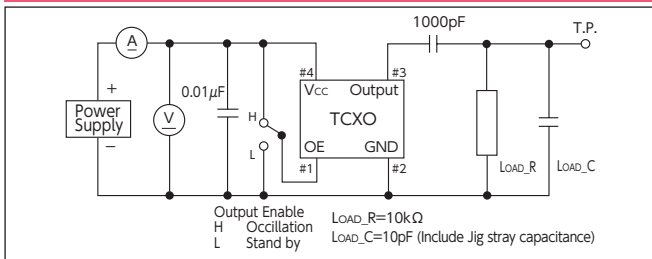 1000pF
T.P.
A
#4
#3
+
Power
Supply
−
V
0.01μF
H
L
Vcc
Output
TCXO
OE
GND
#1
#2
LOAD_R
LOAD_C
Output Enable
H Occillation
L Stand by
LOAD_R=10kΩ
LOAD_C=10pF (Include Jig stray capacitance)